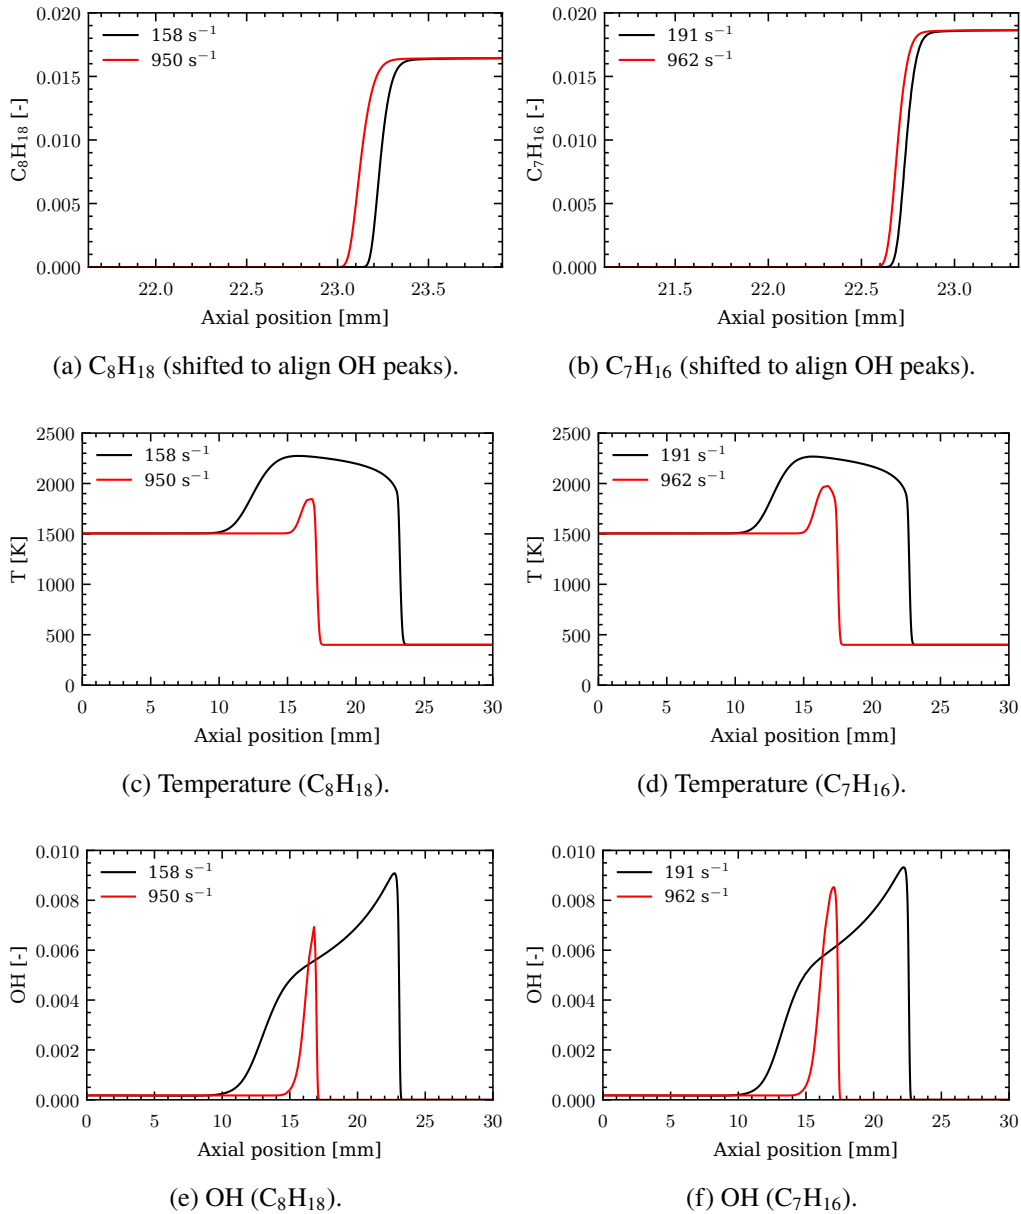 0.020
0.015
0.010
0.005
0.000
C₈H₁₈ [-]
158 s⁻¹
950 s⁻¹
22.0 22.5 23.0 23.5
Axial position [mm]
(a) C₈H₁₈ (shifted to align OH peaks).
0.020
0.015
0.010
0.005
0.000
C₇H₁₆ [-]
191 s⁻¹
962 s⁻¹
21.5 22.0 22.5 23.0
Axial position [mm]
(b) C₇H₁₆ (shifted to align OH peaks).
2500
2000
1500
1000
500
0
T [K]
158 s⁻¹
950 s⁻¹
0 5 10 15 20 25 30
Axial position [mm]
(c) Temperature (C₈H₁₈).
2500
2000
1500
1000
500
0
T [K]
191 s⁻¹
962 s⁻¹
0 5 10 15 20 25 30
Axial position [mm]
(d) Temperature (C₇H₁₆).
0.010
0.008
0.006
0.004
0.002
0.000
OH [-]
158 s⁻¹
950 s⁻¹
0 5 10 15 20 25 30
Axial position [mm]
(e) OH (C₈H₁₈).
0.010
0.008
0.006
0.004
0.002
0.000
OH [-]
191 s⁻¹
962 s⁻¹
0 5 10 15 20 25 30
Axial position [mm]
(f) OH (C₇H₁₆).